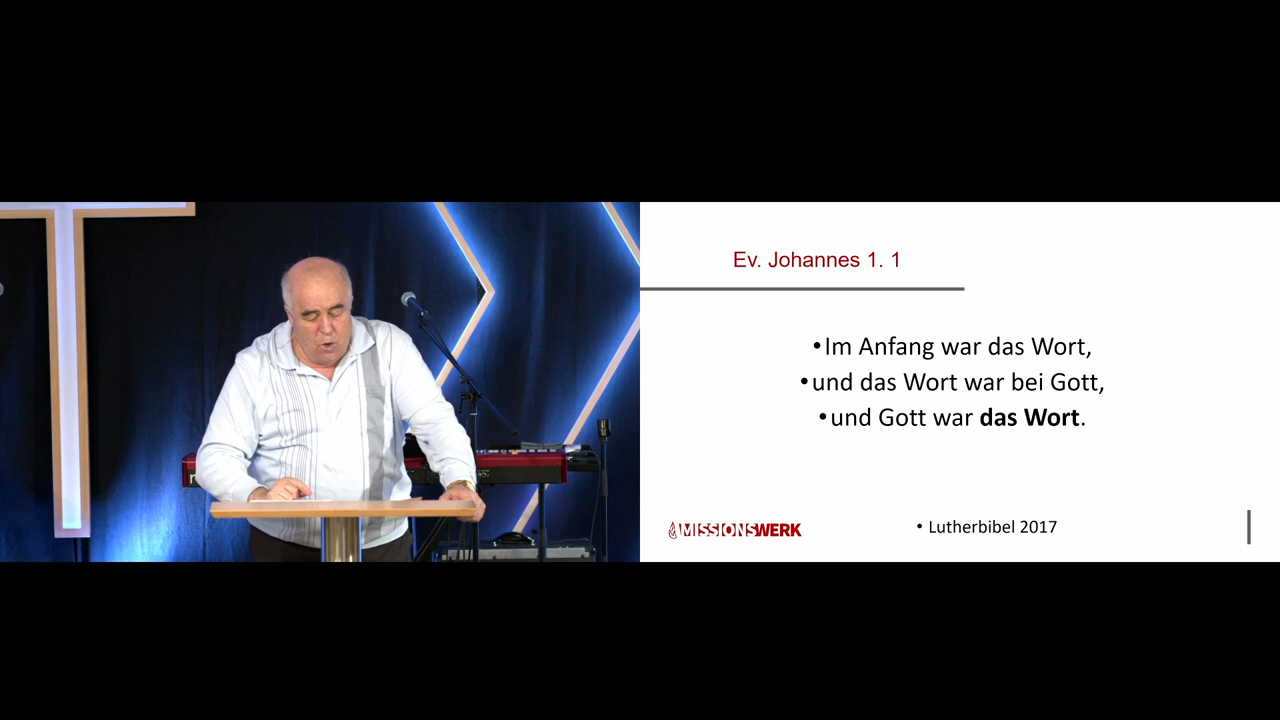 Ev. Johannes 1. 1
•Im Anfang war das Wort,
•und das Wort war bei Gott,
•und Gott war das Wort.
MISSIONSWERK
• Lutherbibel 2017